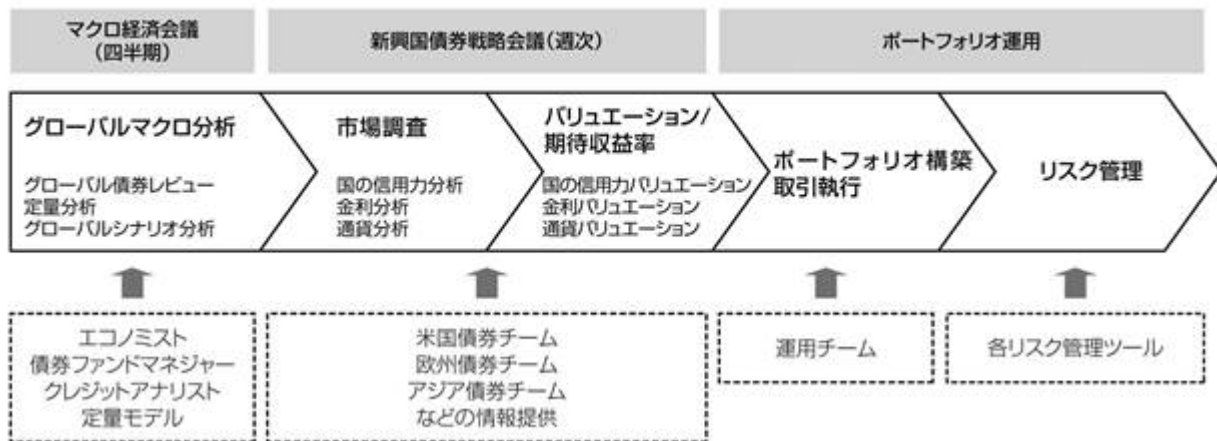 マクロ経済会議
（四半期）
新興国債券戦略会議（週次）
ポートフォリオ運用
グローバルマクロ分析
グローバル債券レビュー
定量分析
グローバルシナリオ分析
市場調査
国の信用力分析
金利分析
通貨分析
バリュエーション/
期待収益率
国の信用力バリュエーション
金利バリュエーション
通貨バリュエーション
ポートフォリオ構築
取引執行
リスク管理
エコノミスト
債券ファンドマネジャー
クレジットアナリスト
定量モデル
米国債券チーム
欧州債券チーム
アジア債券チーム
などの情報提供
運用チーム
各リスク管理ツール